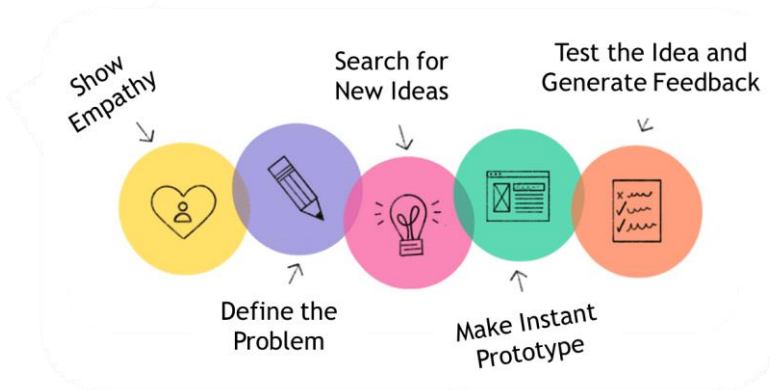 Show
Empathy
Define the
Problem
Search for
New Ideas
Make Instant
Prototype
Test the Idea and
Generate Feedback